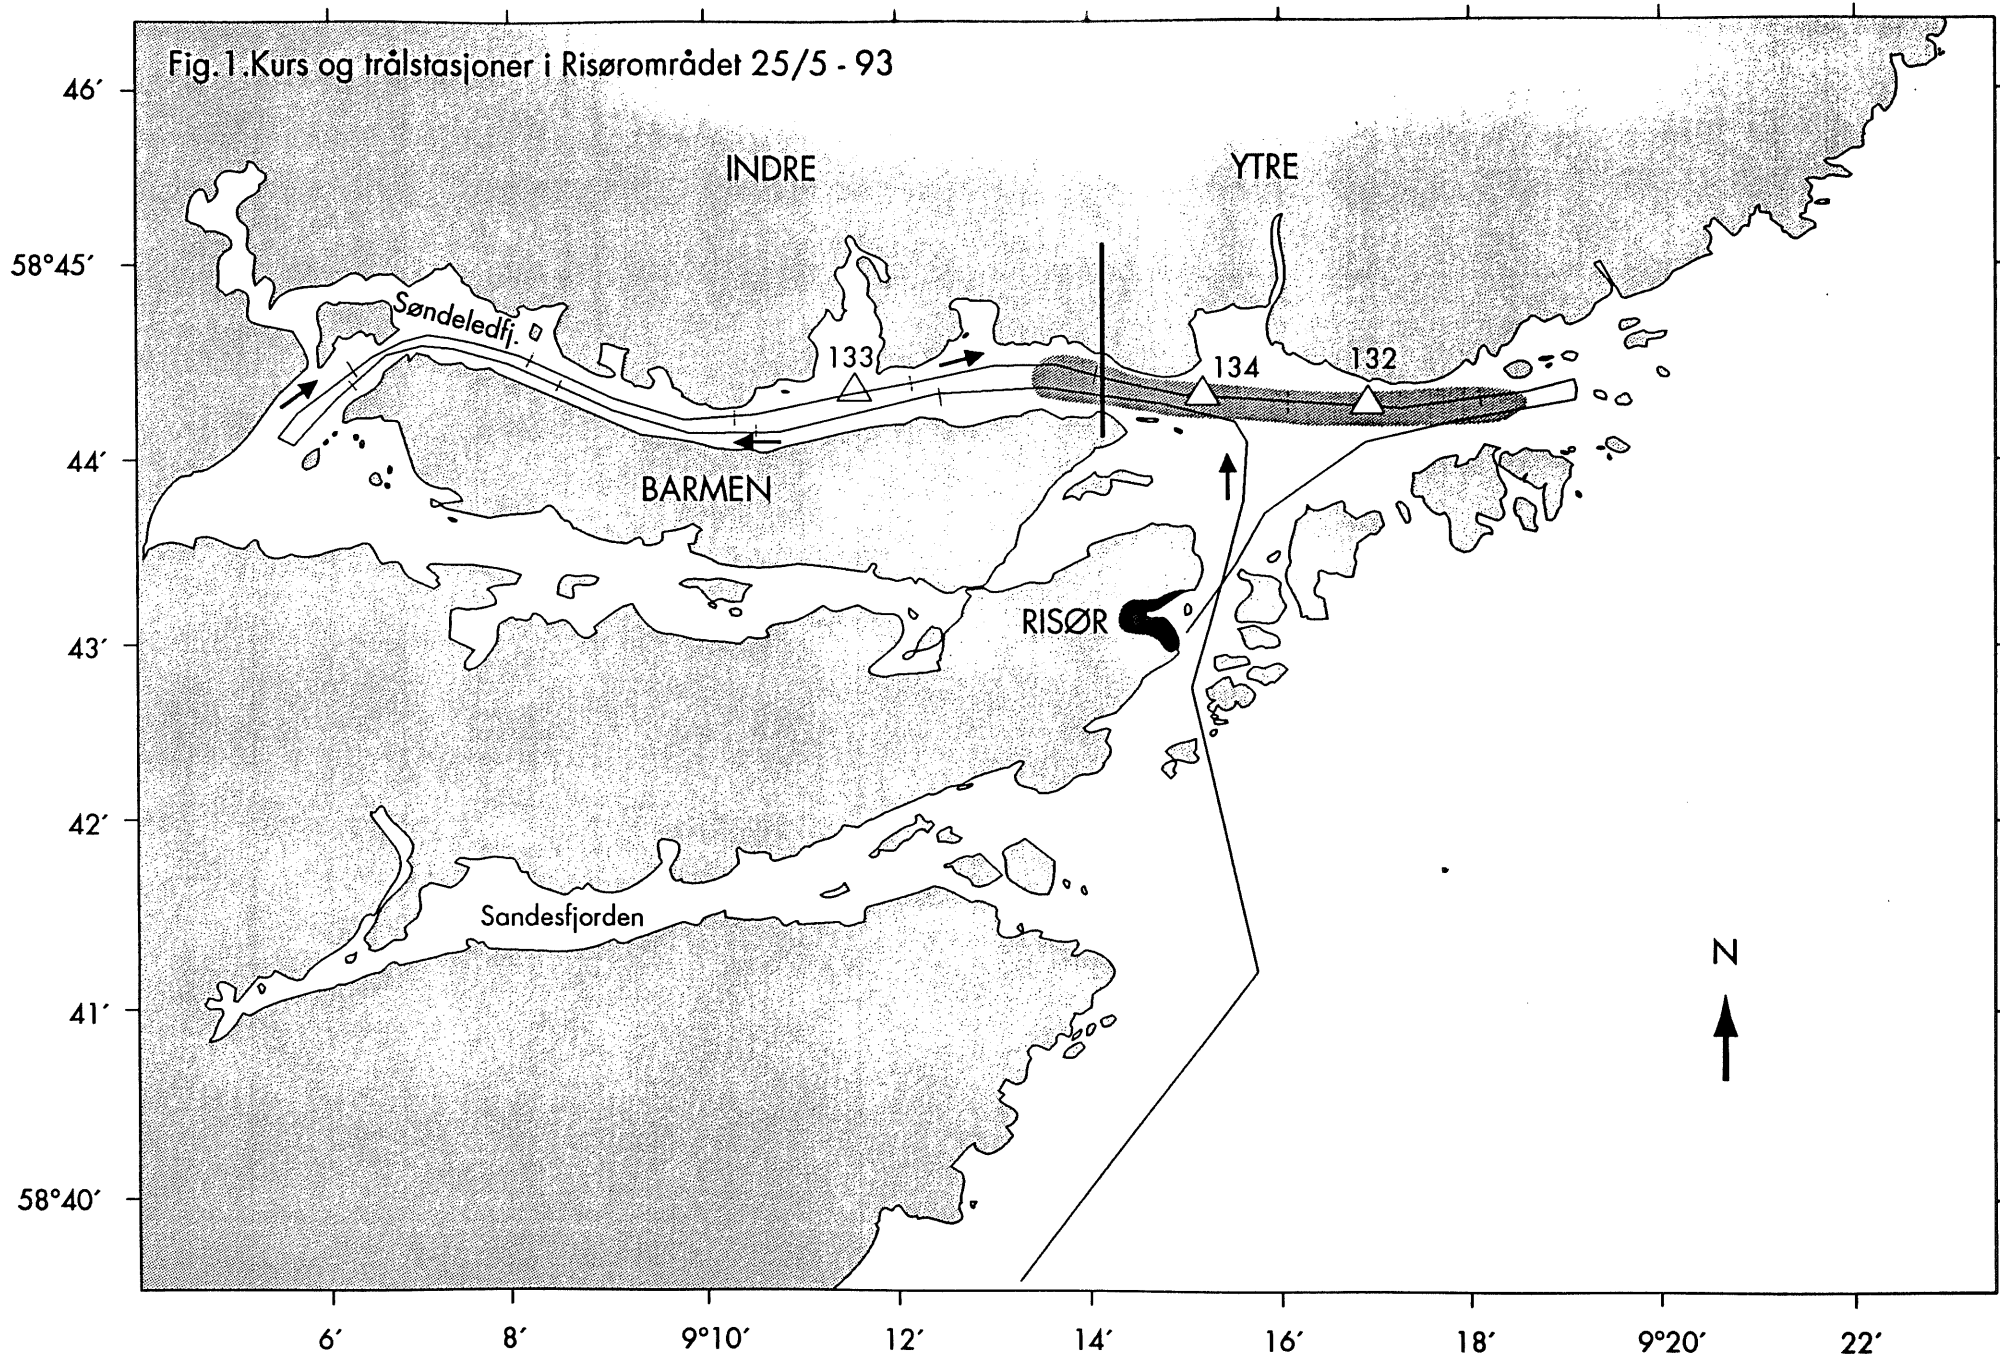 Fig.1.Kurs og trålstasjoner i Risørområdet 25/5 - 93
46′
INDRE
YTRE
58°45′
Søndeledfj.
133
134
132
44′
BARMEN
RISØR
43′
42′
Sandesfjorden
N
41′
58°40′
6′
8′
9°10′
12′
14′
16′
18′
9°20′
22′